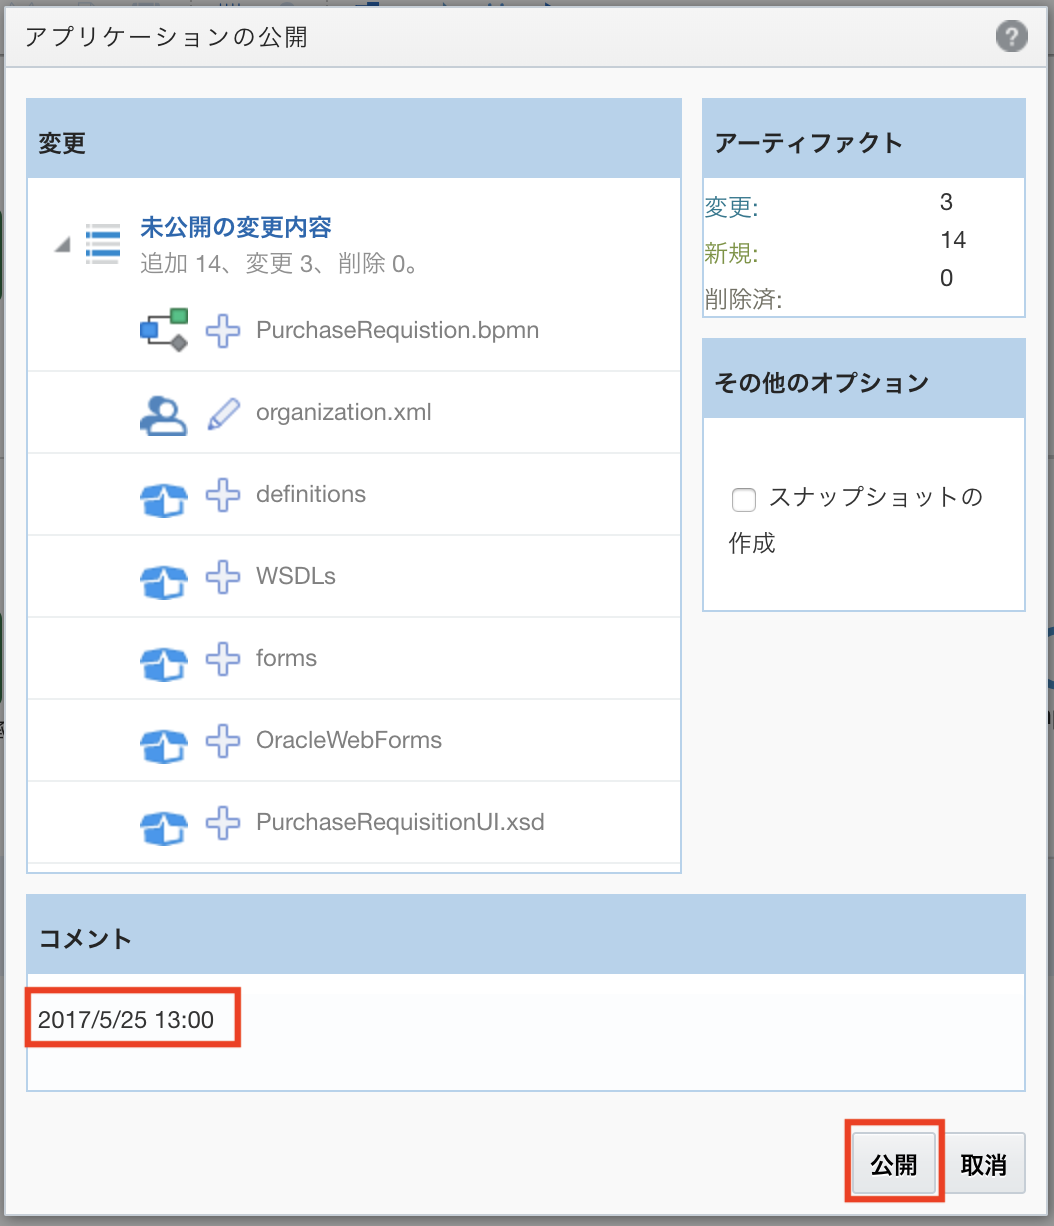 アプリケーションの公開
?
変更
未公開の変更内容
追加 14、変更 3、削除 0。
PurchaseRequistion.bpmn
organization.xml
definitions
WSDLs
forms
OracleWebForms
PurchaseRequisitionUI.xsd
アーティファクト
変更: 3
新規: 14
削除済: 0
その他のオプション
スナップショットの
作成
コメント
2017/5/25 13:00
公開 取消